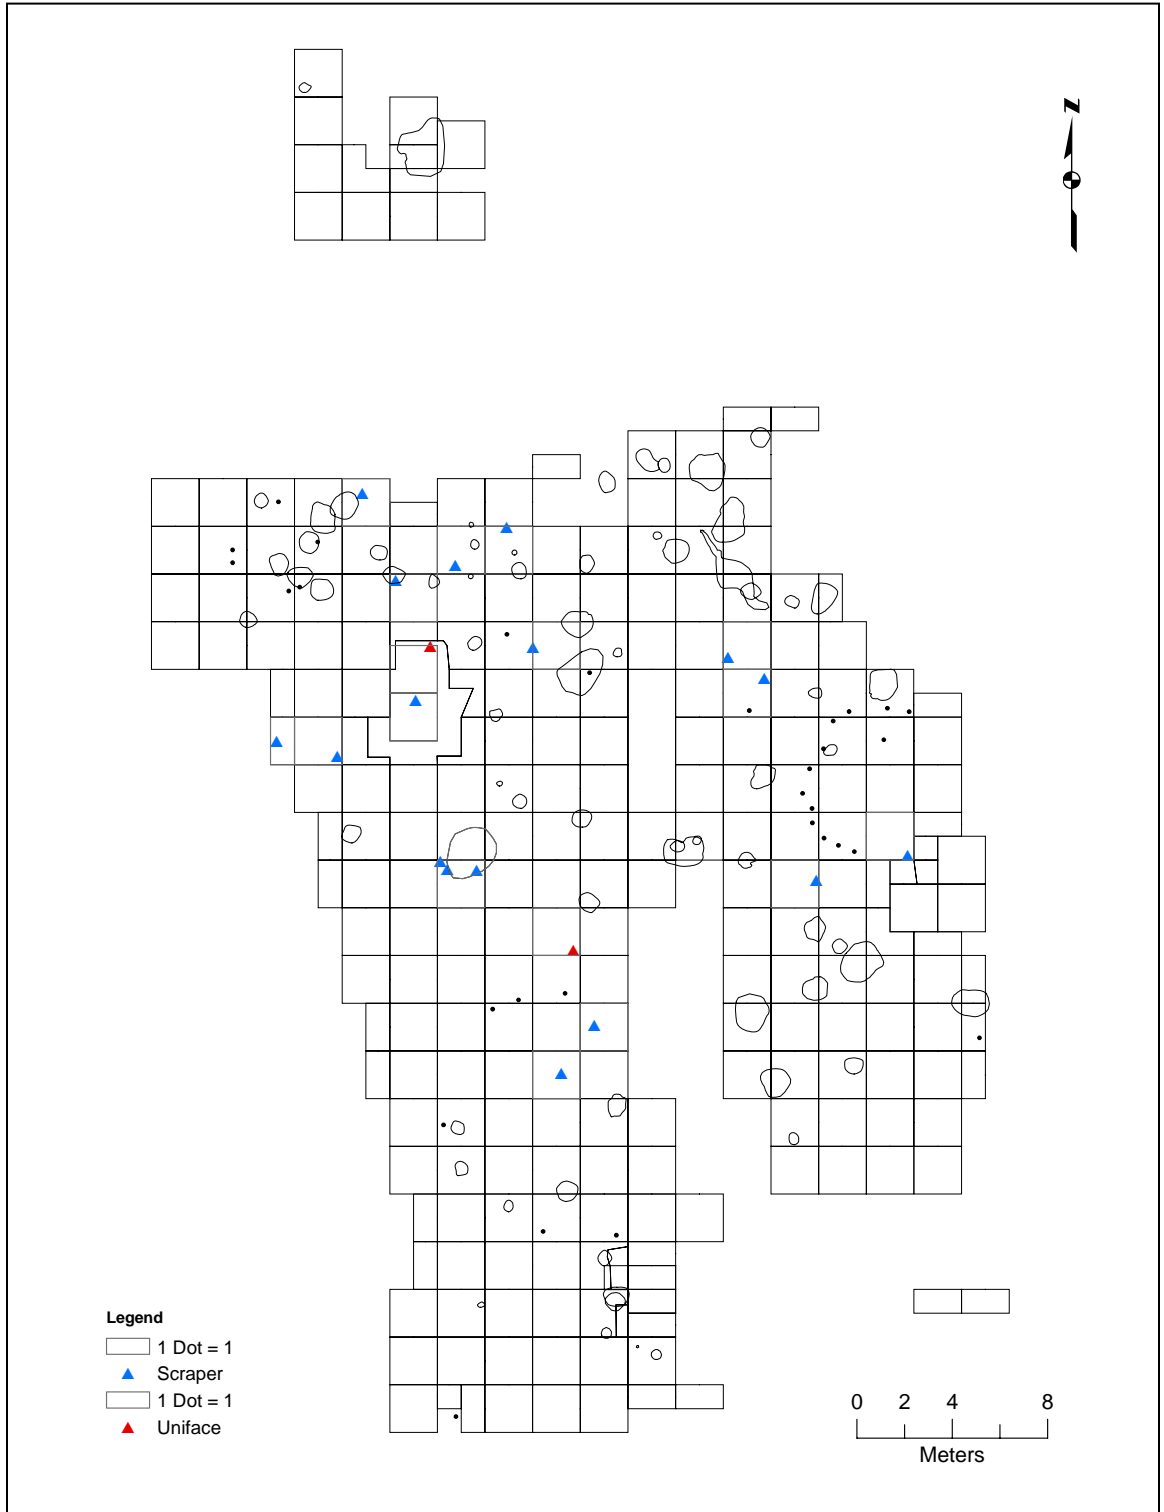 N
Legend
1 Dot = 1
Scraper
1 Dot = 1
Uniface
0 2 4 8
Meters